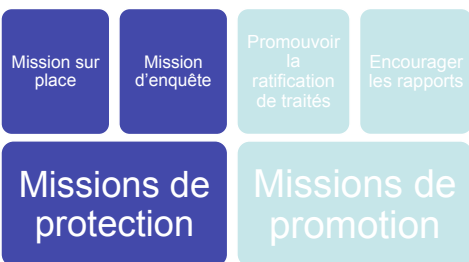 Mission sur
place
Mission
d'enquête
Promouvoir
la
ratification
de traités
Encourager
les rapports
Missions de
protection
Missions de
promotion